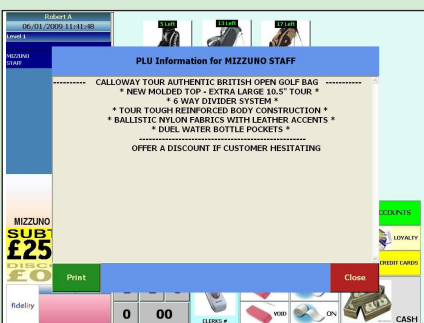 Robert A
06/01/2009 11:41:48
Level 1
MIZZUNO
STAFF
5 Left
13 Left
17 Left
PLU Information for MIZZUNO STAFF
---------- CALLOWAY TOUR AUTHENTIC BRITISH OPEN GOLF BAG -----------
* NEW MOLDED TOP - EXTRA LARGE 10.5" TOUR *
* 6 WAY DIVIDER SYSTEM *
* TOUR TOUGH REINFORCED BODY CONSTRUCTION *
* BALLISTIC NYLON FABRICS WITH LEATHER ACCENTS *
* DUEL WATER BOTTLE POCKETS *
--------------------------------------------------
OFFER A DISCOUNT IF CUSTOMER HESITATING
Print
Close
MIZZUNO
SUBT
£25
DISC
£0
fidelity
0
00
CLERKS #
VOID
ON
CASH
CCOUNTS
LOYALTY
CREDIT CARDS